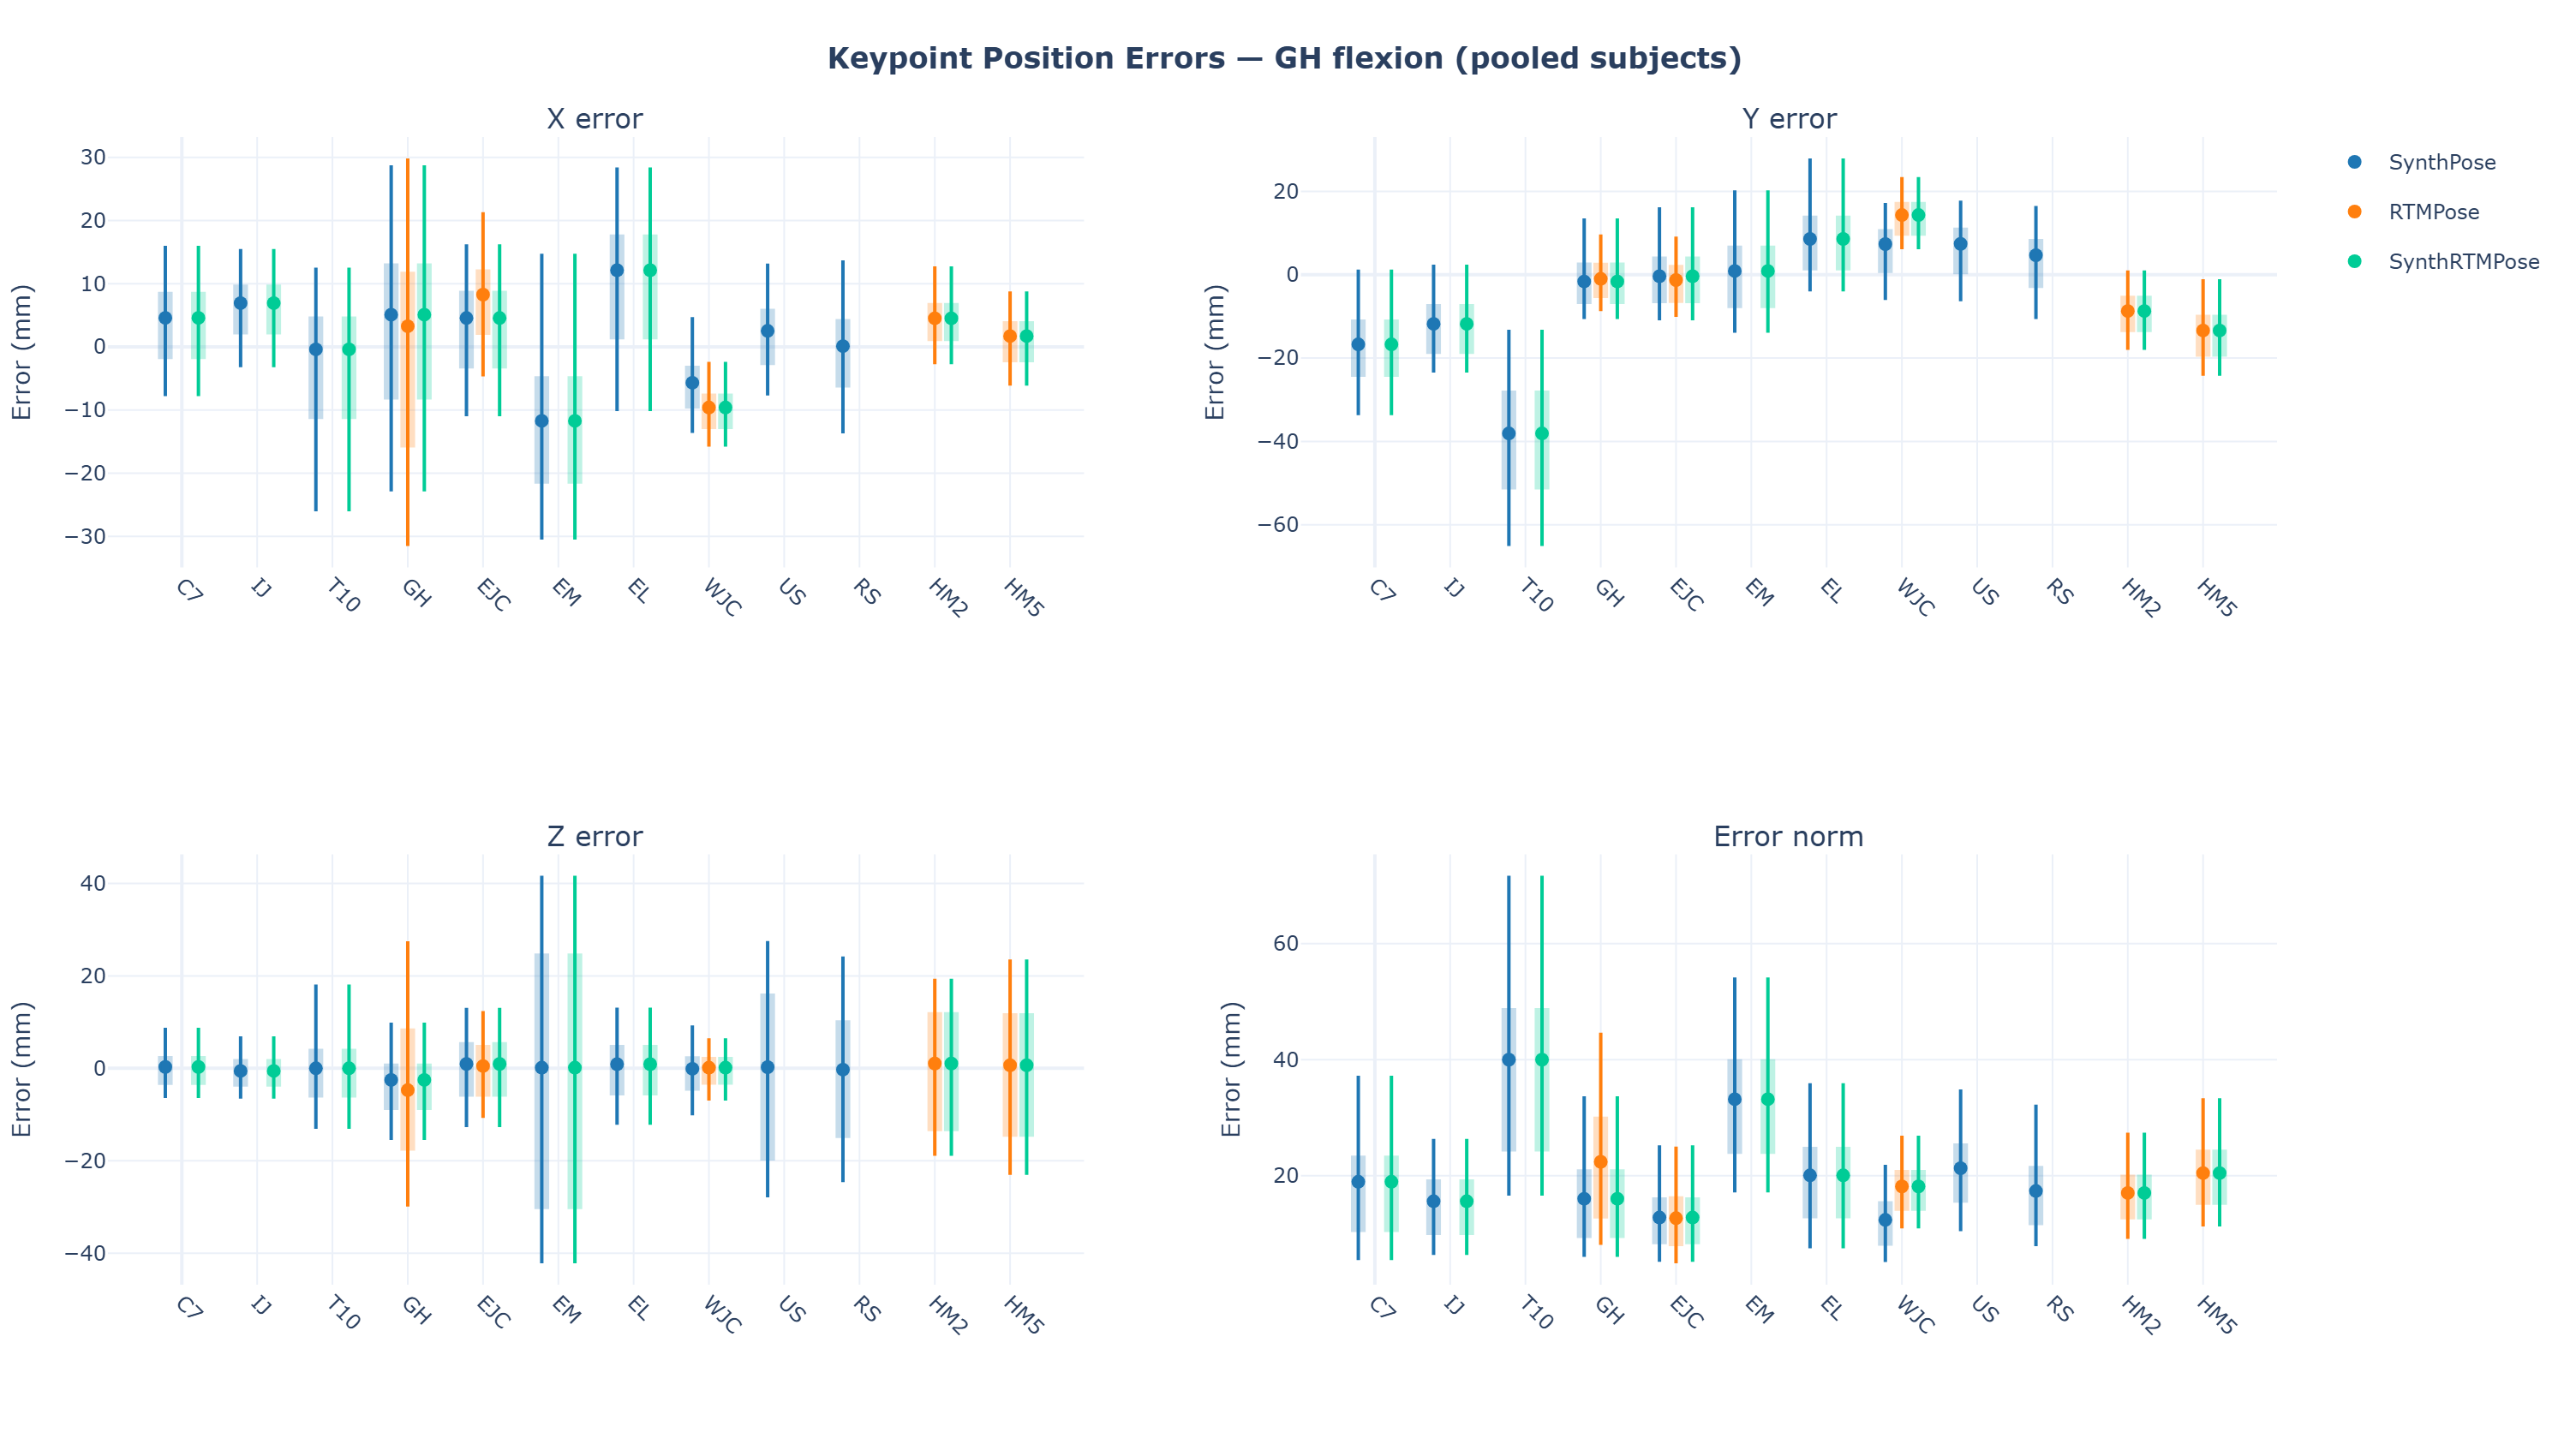 Keypoint Position Errors — GH flexion (pooled subjects)
X error
30
20
10
0
−10
−20
−30
Error (mm)
C7 IJ T10 GH EJC EM EL WJC US RS HM2 HM5
Y error
20
0
−20
−40
−60
Error (mm)
C7 IJ T10 GH EJC EM EL WJC US RS HM2 HM5
SynthPose
RTMPose
SynthRTMPose
Z error
40
20
0
−20
−40
Error (mm)
C7 IJ T10 GH EJC EM EL WJC US RS HM2 HM5
Error norm
60
40
20
Error (mm)
C7 IJ T10 GH EJC EM EL WJC US RS HM2 HM5